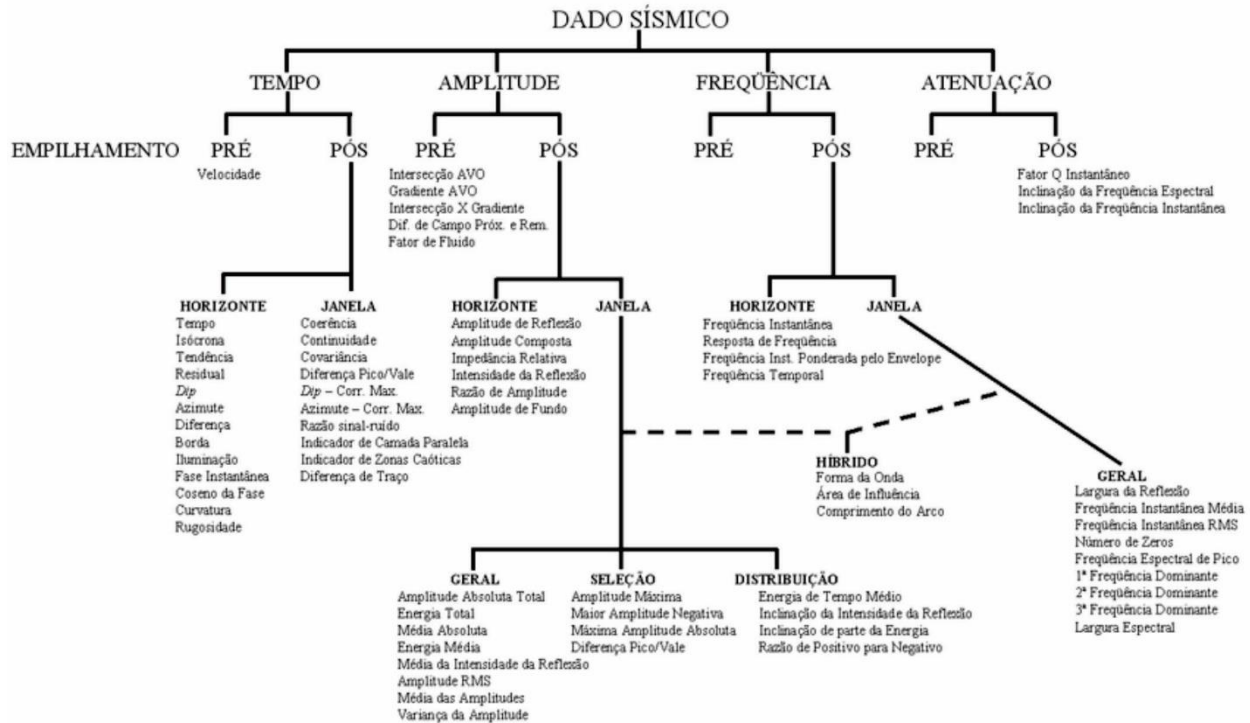 DADO SÍSMICO
TEMPO
AMPLITUDE
FREQÜÊNCIA
ATENUAÇÃO
EMPILHAMENTO
PRÉ
PÓS
PRÉ
PÓS
PRÉ
PÓS
PRÉ
PÓS
Velocidade
Intersecção AVO
Gradiente AVO
Intersecção X Gradiente
Dif. de Campo Próx. e Rem.
Fator de Fluido
Fator Q Instantâneo
Inclinação da Freqüência Espectral
Inclinação da Freqüência Instantânea
HORIZONTE
Tempo
Isócrona
Tendência
Residual
Dip
Azimute
Diferença
Borda
Iluminação
Fase Instantânea
Coseno da Fase
Curvatura
Rugosidade
JANELA
Coerência
Continuidade
Covariância
Diferença Pico/Vale
Dip – Corr. Max.
Azimute – Corr. Max.
Razão sinal-ruído
Indicador de Camada Paralela
Indicador de Zonas Caóticas
Diferença de Traço
HORIZONTE
Amplitude de Reflexão
Amplitude Composta
Impedância Relativa
Intensidade da Reflexão
Razão de Amplitude
Amplitude de Fundo
JANELA
HORIZONTE
Freqüência Instantânea
Resposta de Freqüência
Freqüência Inst. Ponderada pelo Envelope
Freqüência Temporal
JANELA
HÍBRIDO
Forma da Onda
Área de Influência
Comprimento do Arco
GERAL
Largura da Reflexão
Freqüência Instantânea Média
Freqüência Instantânea RMS
Número de Zeros
Freqüência Espectral de Pico
1ª Freqüência Dominante
2ª Freqüência Dominante
3ª Freqüência Dominante
Largura Espectral
GERAL
Amplitude Absoluta Total
Energia Total
Média Absoluta
Energia Média
Média da Intensidade da Reflexão
Amplitude RMS
Média das Amplitudes
Variança da Amplitude
SELEÇÃO
Amplitude Máxima
Maior Amplitude Negativa
Máxima Amplitude Absoluta
Diferença Pico/Vale
DISTRIBUIÇÃO
Energia de Tempo Médio
Inclinação da Intensidade da Reflexão
Inclinação de parte da Energia
Razão de Positivo para Negativo